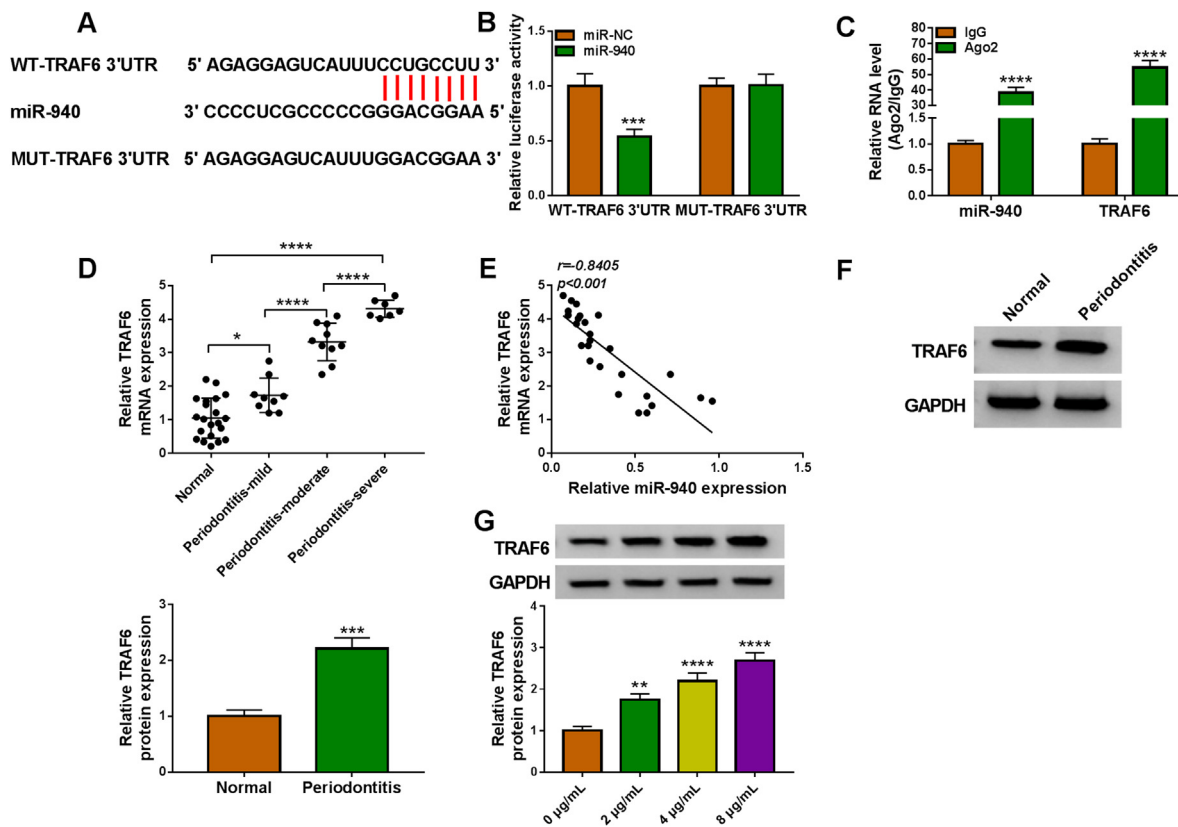 A
WT-TRAF6 3'UTR 5' AGAGGAGUCAUUUCCUGCCUU 3'
miR-940 3' CCCCUCGCCCCCGGGACGGAA 5'
MUT-TRAF6 3'UTR 5' AGAGGAGUCAUUUGGACGGAA 3'
B
Relative luciferase activity
miR-NC
miR-940
1.5
1.0
0.5
0.0
***
WT-TRAF6 3'UTR MUT-TRAF6 3'UTR
C
Relative RNA level
(Ago2/IgG)
IgG
Ago2
80
70
60
50
40
30
1.0
0.5
0.0
****
****
miR-940 TRAF6
D
Relative TRAF6
mRNA expression
5
4
3
2
1
0
****
****
****
*
Normal
Periodontitis-mild
Periodontitis-moderate
Periodontitis-severe
E
r=-0.8405
p<0.001
Relative TRAF6
mRNA expression
5
4
3
2
1
0
0.0 0.5 1.0 1.5
Relative miR-940 expression
F
Normal
Periodontitis
TRAF6
GAPDH
Relative TRAF6
protein expression
3
2
1
0
***
Normal Periodontitis
G
TRAF6
GAPDH
Relative TRAF6
protein expression
4
3
2
1
0
**
****
****
0 µg/mL
2 µg/mL
4 µg/mL
8 µg/mL